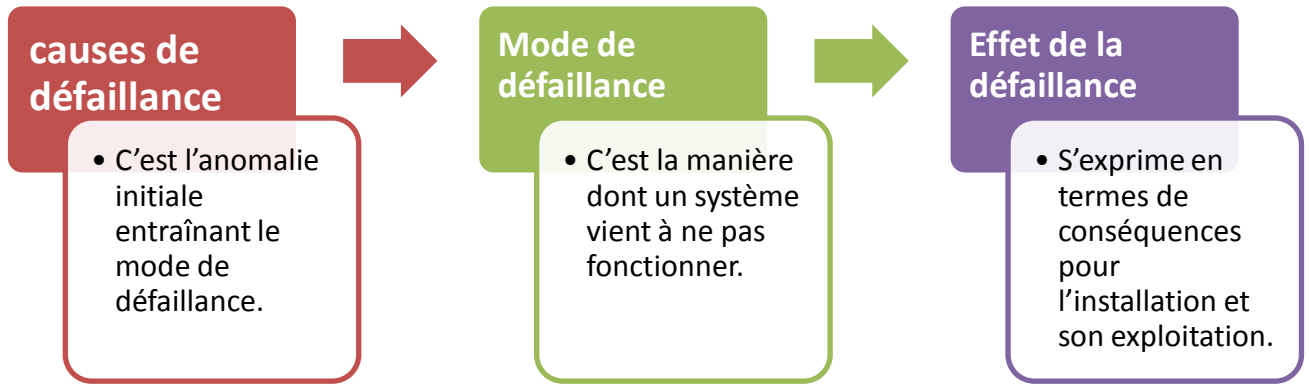 causes de
défaillance
• C’est l’anomalie
initiale
entraînant le
mode de
défaillance.
Mode de
défaillance
• C’est la manière
dont un système
vient à ne pas
fonctionner.
Effet de la
défaillance
• S’exprime en
termes de
conséquences
pour
l’installation et
son exploitation.